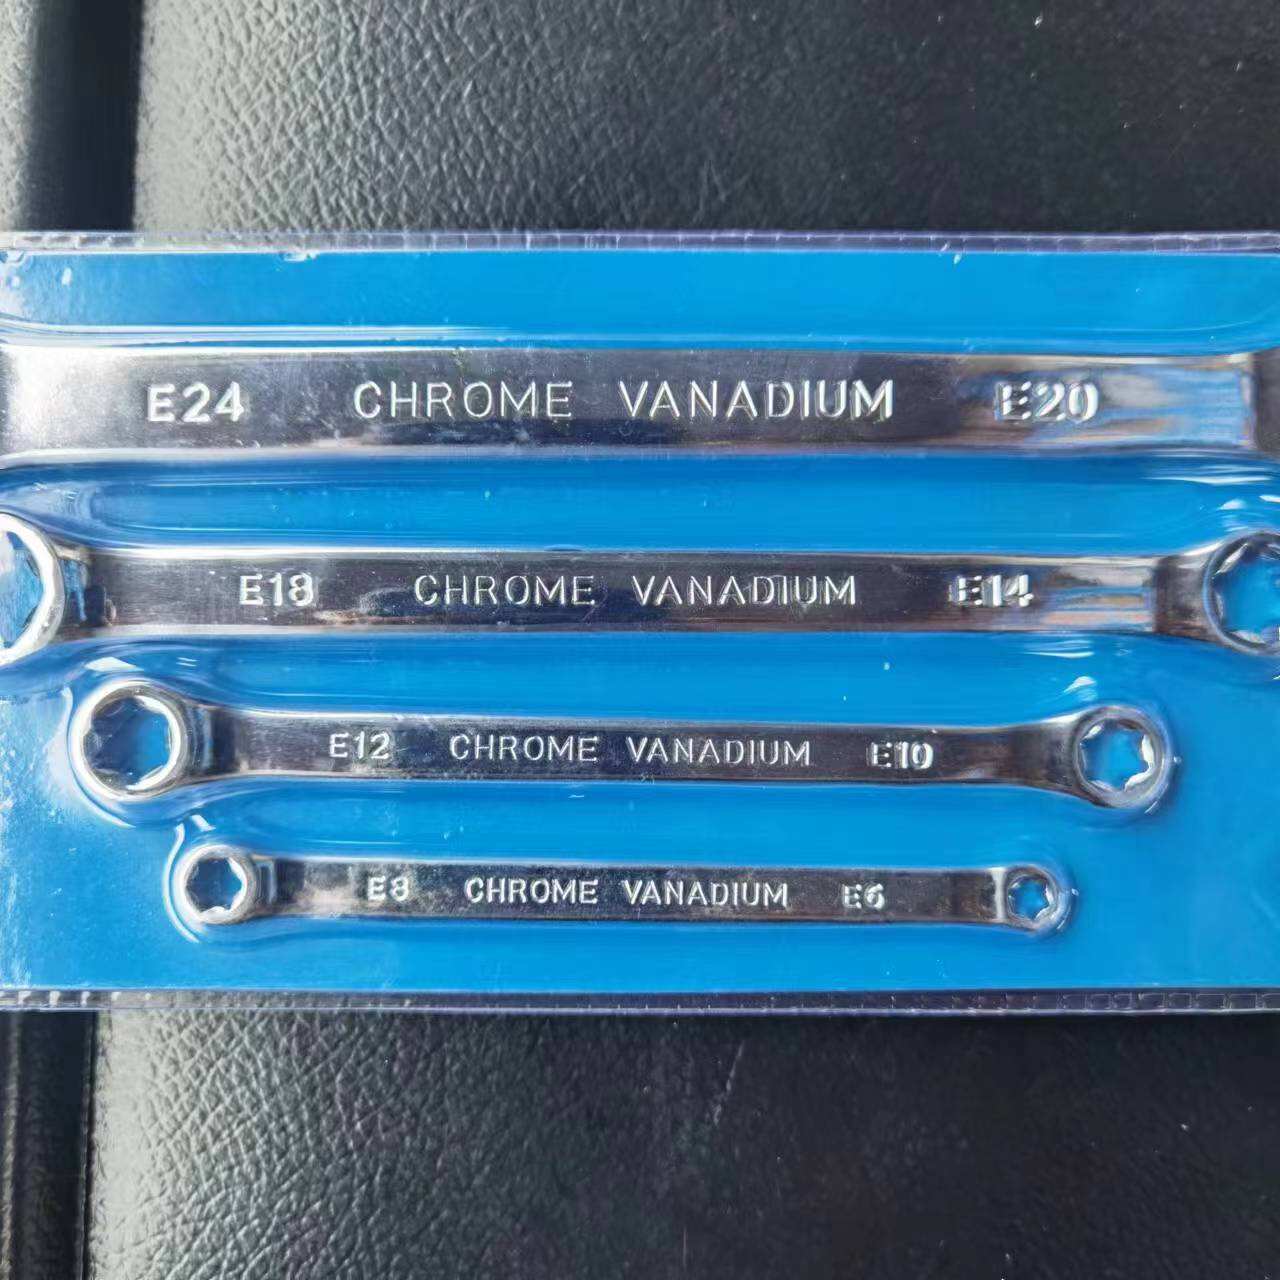 E24 CHROME VANADIUM E20
E18 CHROME VANADIUM E14
E12 CHROME VANADIUM E10
E8 CHROME VANADIUM E6